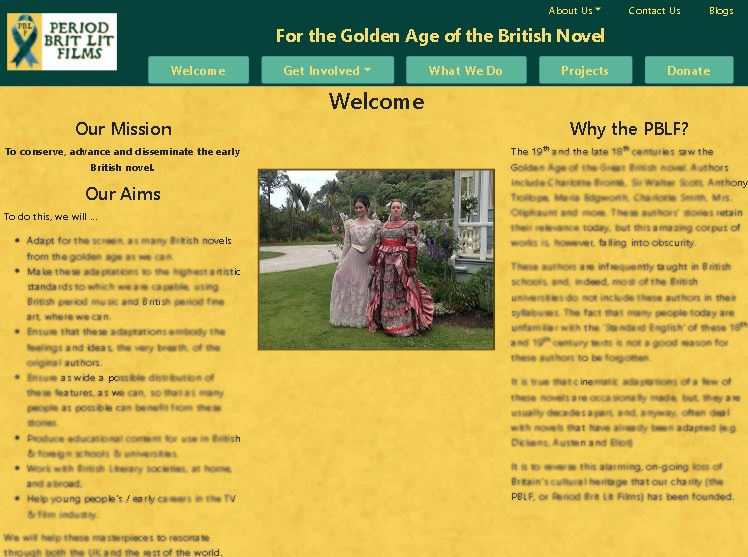 About Us
Contact Us
Blogs
PBLF
PERIOD
BRIT LIT
FILMS
For the Golden Age of the British Novel
Welcome
Get Involved
What We Do
Projects
Donate
Welcome
Our Mission
To conserve, advance and disseminate the early
British novel.
Our Aims
To do this, we will ...
Adapt for the screen, as many British novels
from the golden age as we can.
Make these adaptations to the highest artistic
standards to which we are capable, using
British period music and British period fine
art, where we can.
Ensure that these adaptations embody the
feelings and ideas, the very breath, of the
original authors.
Ensure as wide a possible distribution of
these features, as we can, so that as many
people as possible can benefit from these
stories.
Produce educational content for use in British
& foreign schools & universities.
Work with British Literary societies, at home,
and abroad,
Help young people's / early careers in the TV
& film industry.
We will help these masterpieces to resonate
through both the UK and the rest of the world.
Why the PBLF?
The 19th and the late 18th centuries saw the
Golden Age of the Great British novel. Authors
include Charlotte Brontë, Sir Walter Scott, Anthony
Trollope, Maria Edgworth, Charlotte Smith, Mrs.
Oliphaunt and more. These authors' stories retain
their relevance today, but this amazing corpus of
works is, however, falling into obscurity.
These authors are infrequently taught in British
schools, and, indeed, most of the British
universities do not include these authors in their
syllabuses. The fact that many people today are
unfamiliar with the 'Standard English' of these 18th
and 19th century texts is not a good reason for
these authors to be forgotten.
It is true that cinematic adaptations of a few of
these novels are occasionally made, but, they are
usually decades apart, and, anyway, often deal
with novels that have already been adapted (e.g.
Dickens, Austen and Eliot)
It is to reverse this alarming, on-going loss of
Britain's cultural heritage that our charity (the
PBLF, or Period Brit Lit Films) has been founded.